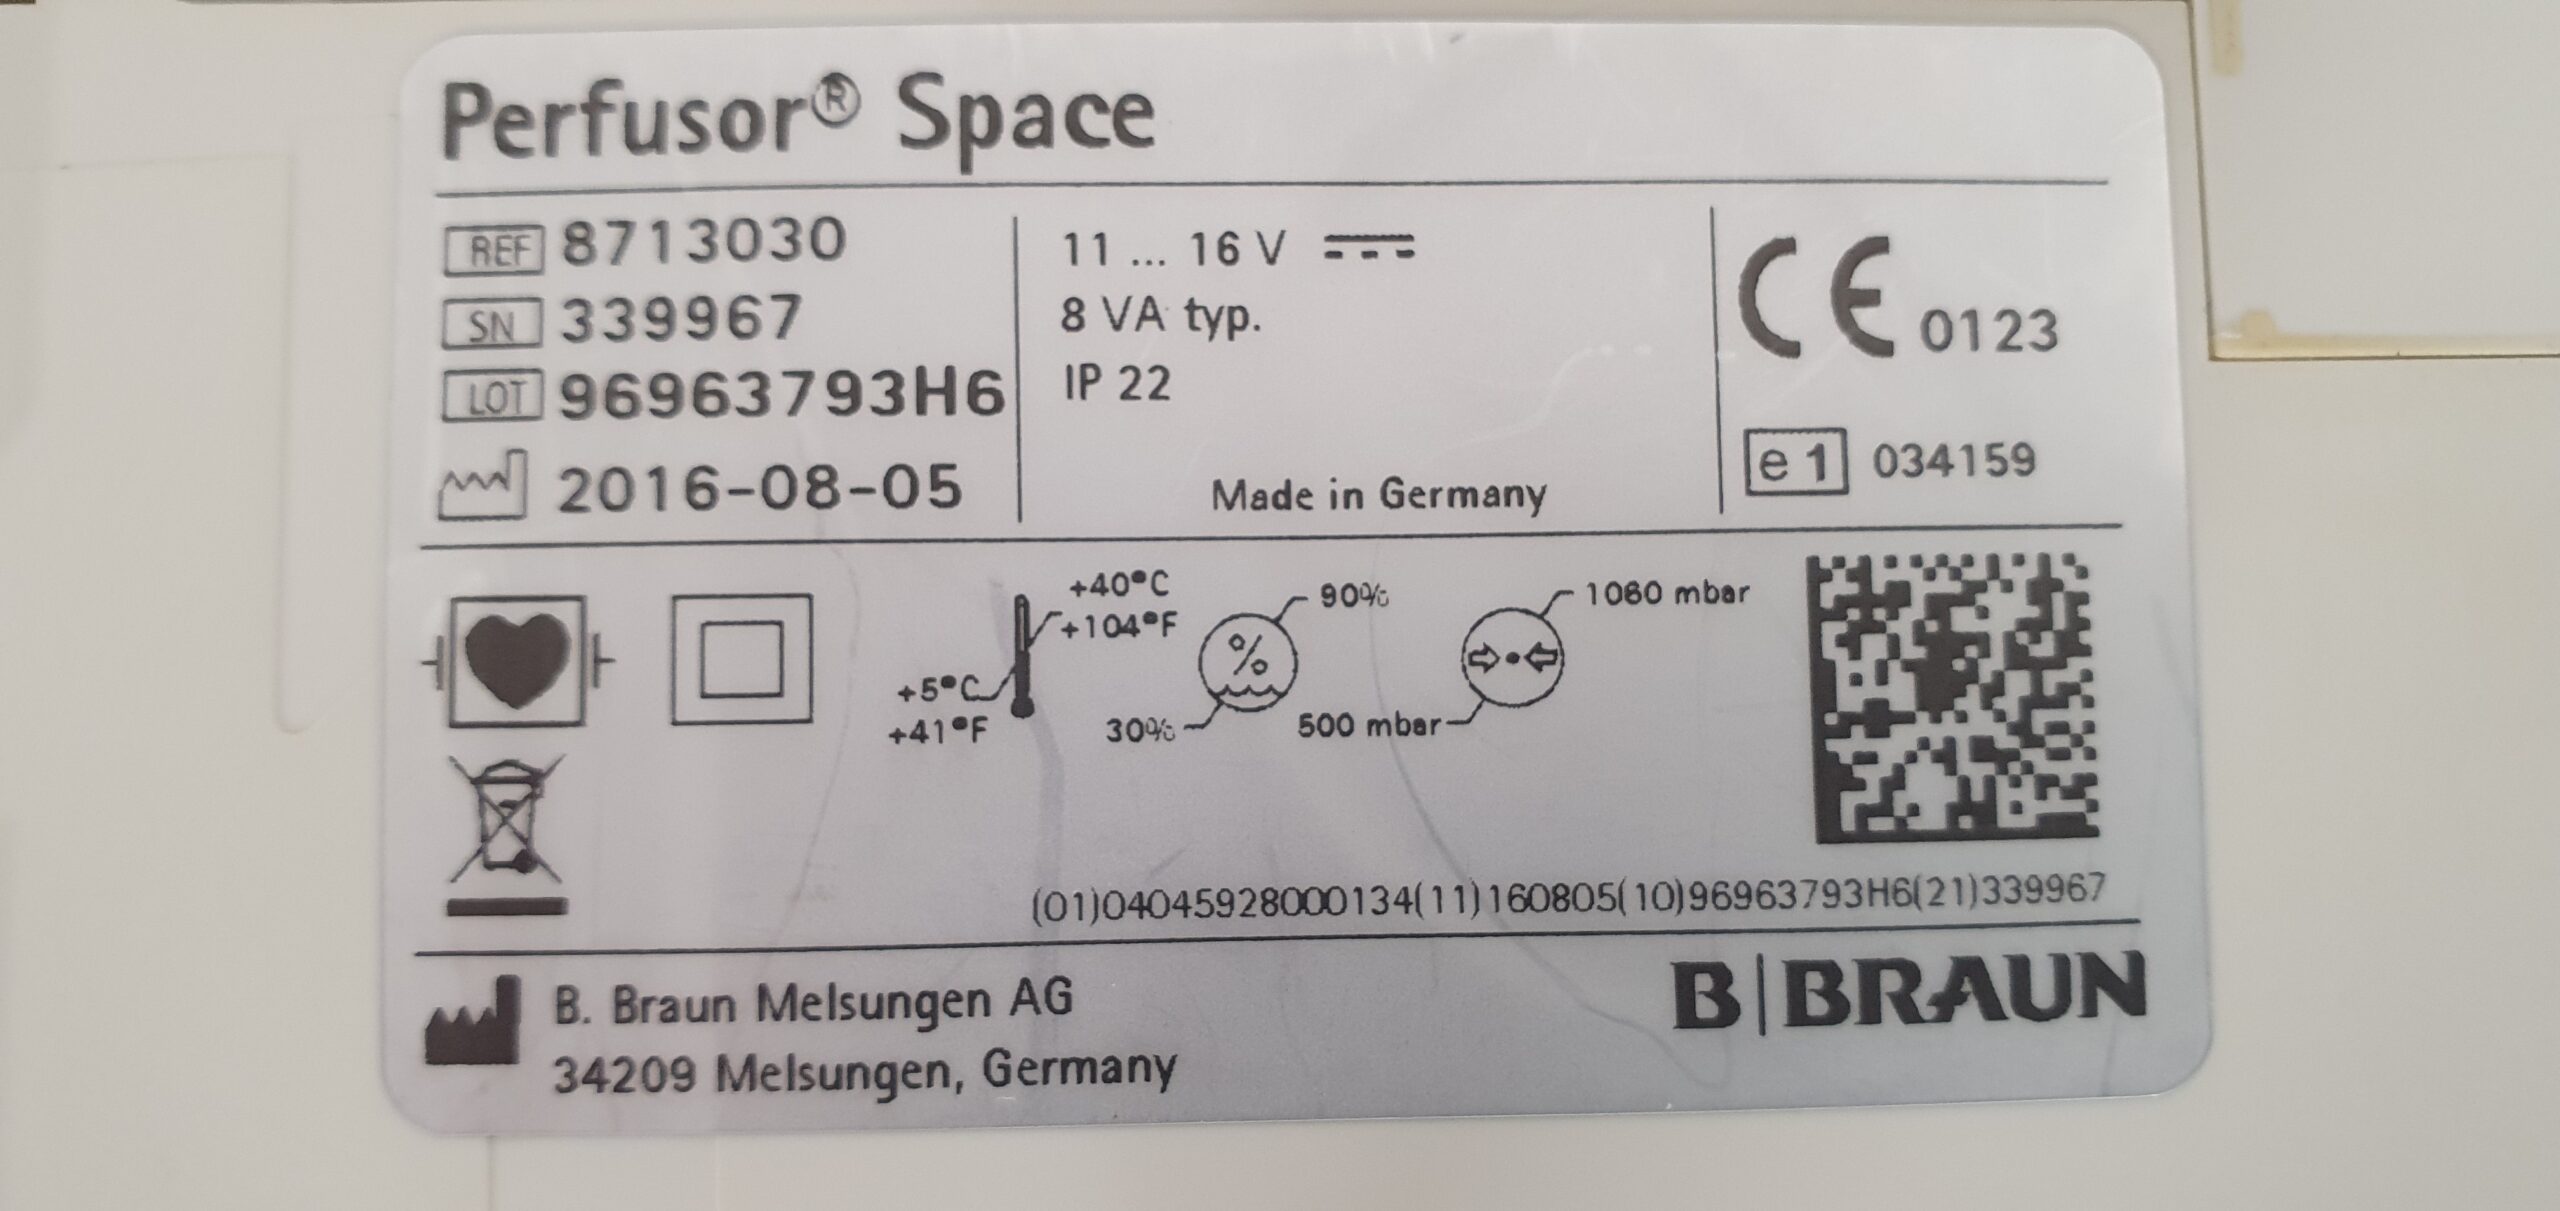 Perfusor® Space
REF 8713030
SN 339967
LOT 96963793H6
2016-08-05
11 ... 16 V
8 VA typ.
IP 22
Made in Germany
CE 0123
e1 034159
+40°C
+104°F
+5°C
+41°F
%
90%
30%
1060 mbar
500 mbar
(01)04045928000134(11)160805(10)96963793H6(21)339967
B. Braun Melsungen AG
34209 Melsungen, Germany
B|BRAUN